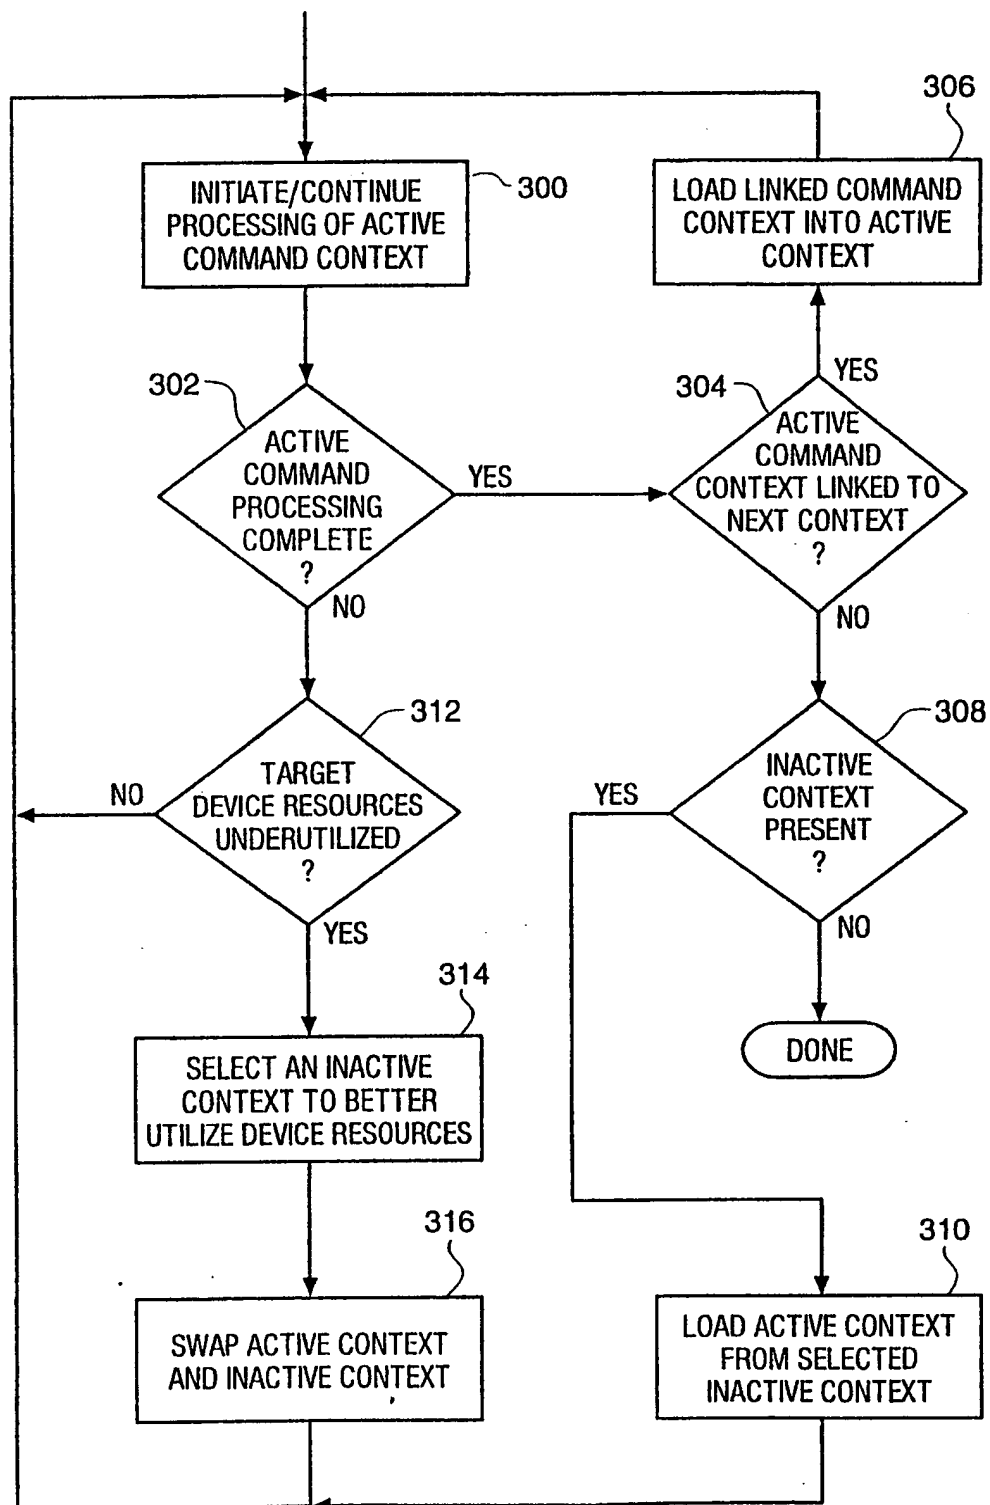 306
INITIATE/CONTINUE
PROCESSING OF ACTIVE
COMMAND CONTEXT
300
LOAD LINKED COMMAND
CONTEXT INTO ACTIVE
CONTEXT
302
ACTIVE
COMMAND
PROCESSING
COMPLETE
?
YES
NO
304
YES
ACTIVE
COMMAND
CONTEXT LINKED TO
NEXT CONTEXT
?
NO
312
NO
TARGET
DEVICE RESOURCES
UNDERUTILIZED
?
YES
308
YES
INACTIVE
CONTEXT
PRESENT
?
NO
DONE
314
SELECT AN INACTIVE
CONTEXT TO BETTER
UTILIZE DEVICE RESOURCES
316
SWAP ACTIVE CONTEXT
AND INACTIVE CONTEXT
310
LOAD ACTIVE CONTEXT
FROM SELECTED
INACTIVE CONTEXT